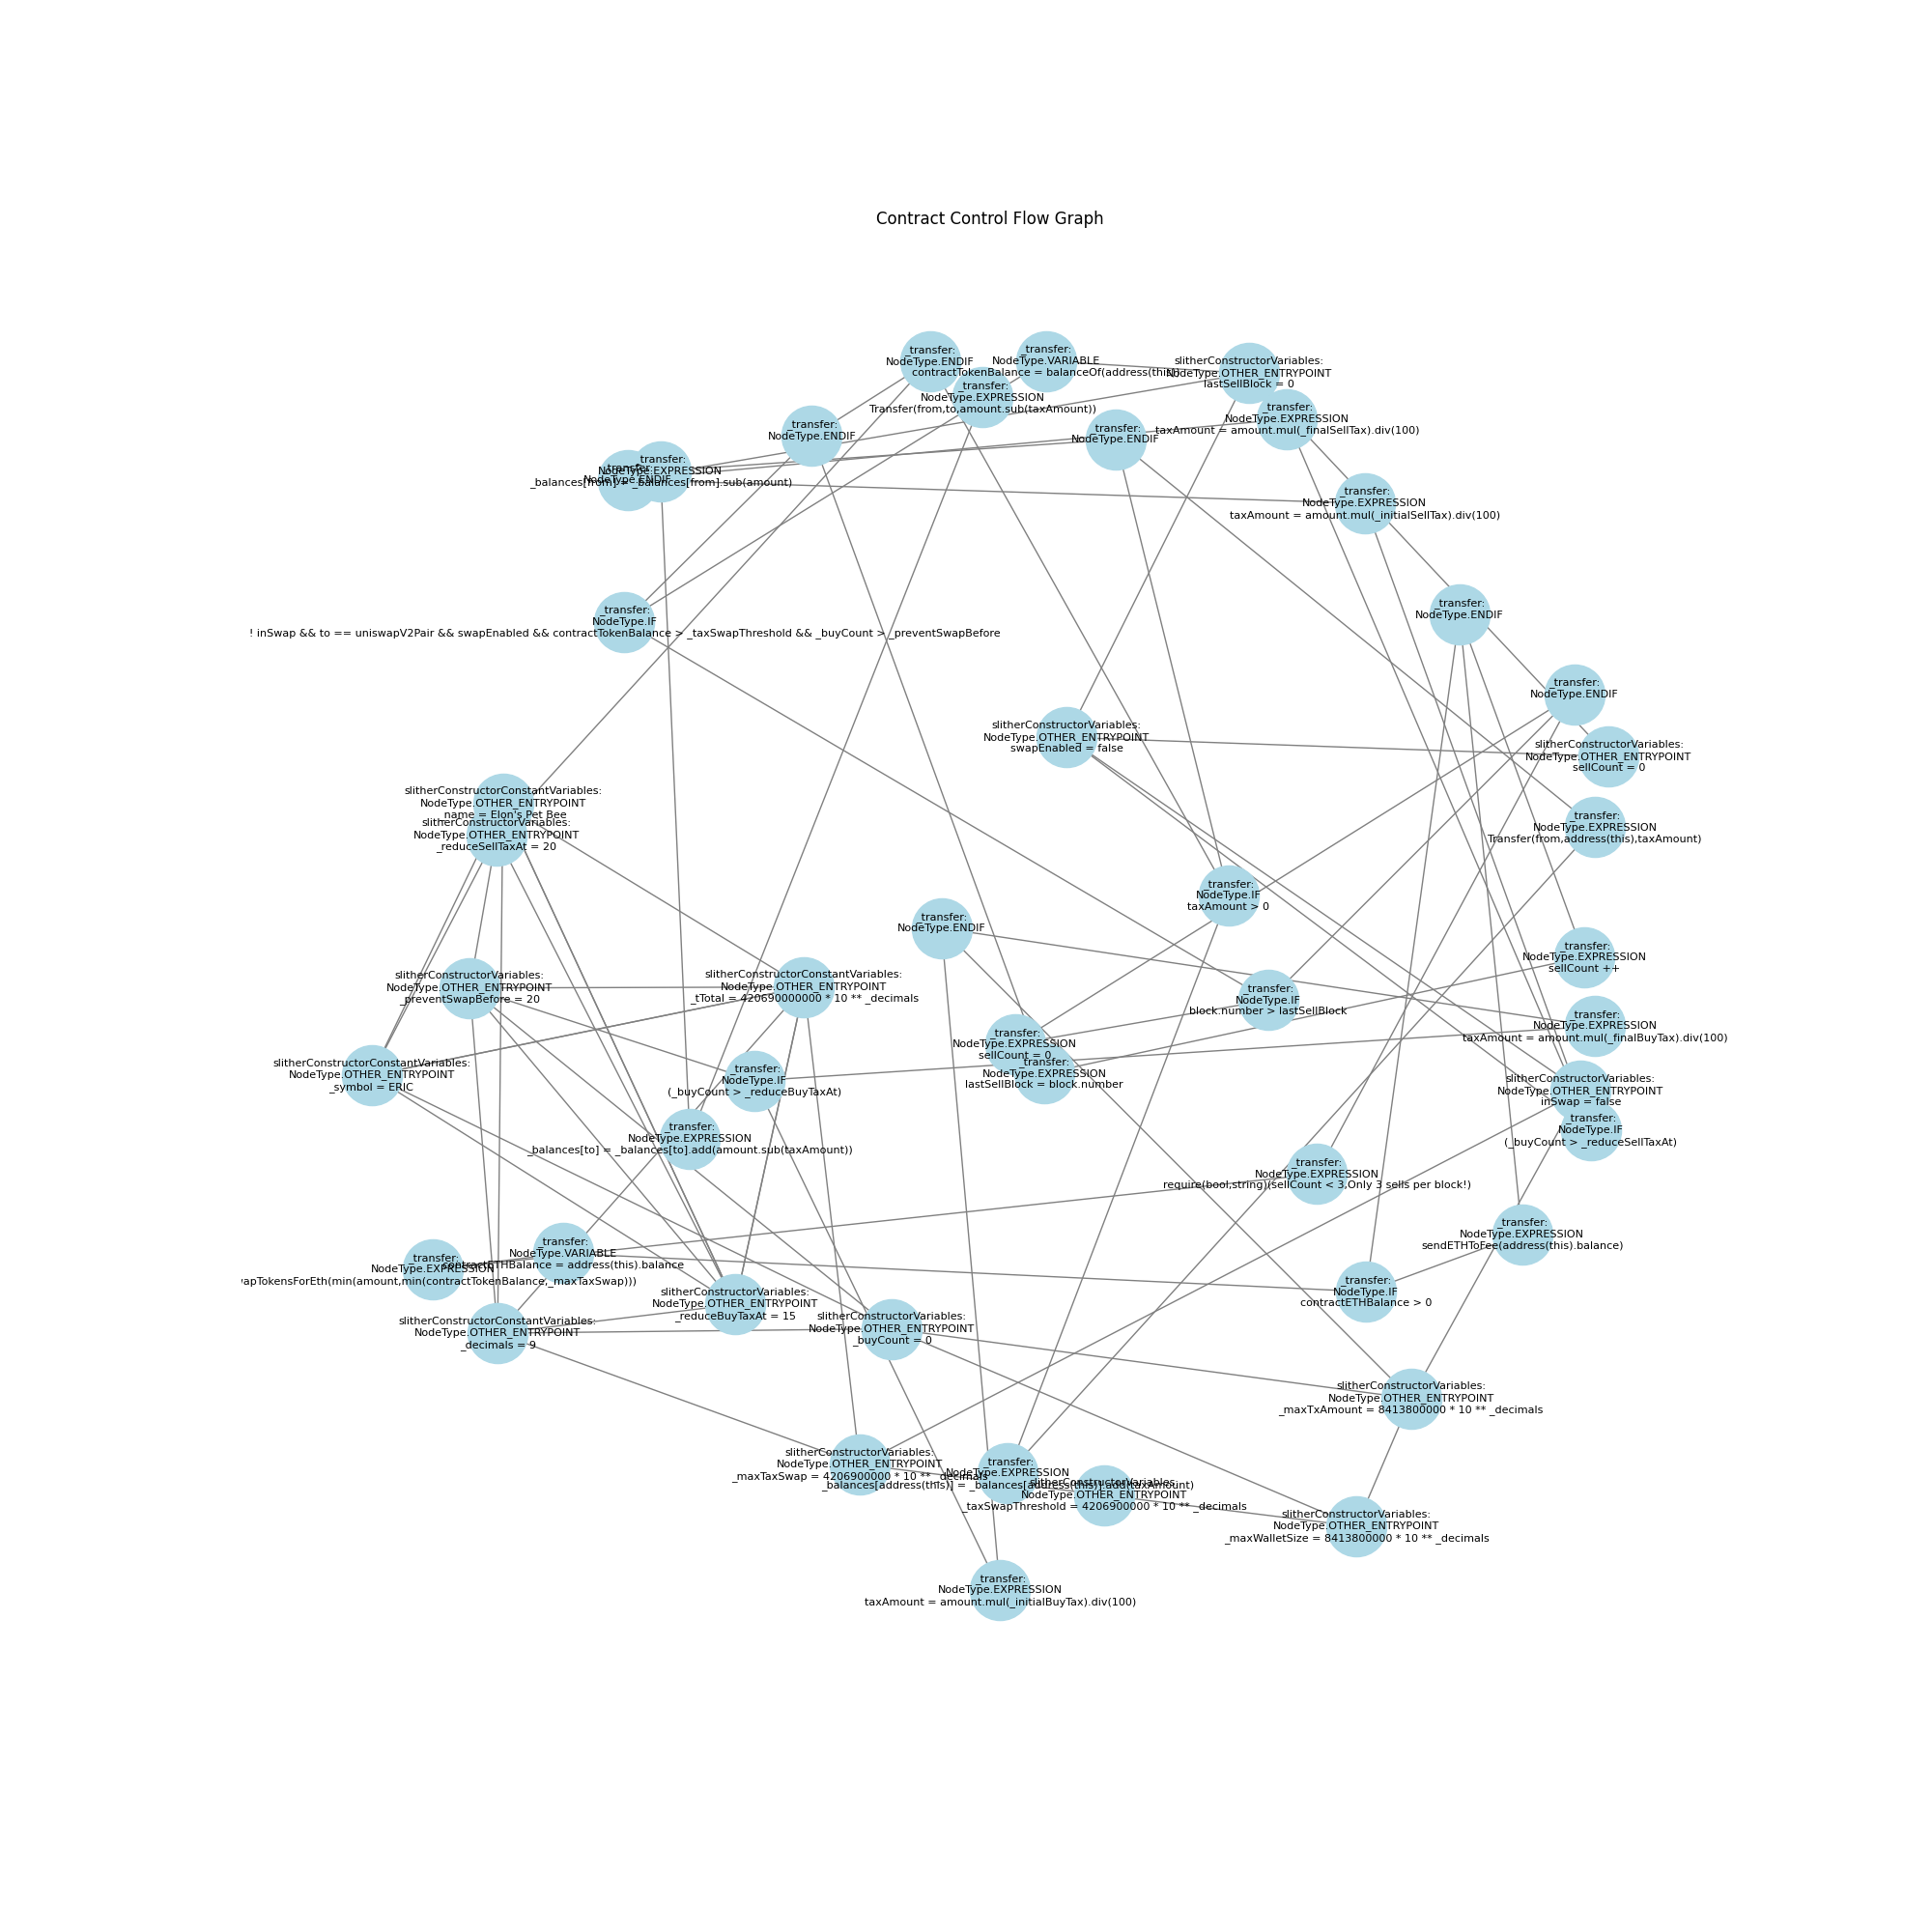 Contract Control Flow Graph
_transfer:
NodeType.ENDIF
_transfer:
NodeType.VARIABLE
contractTokenBalance = balanceOf(address(this))
slitherConstructorVariables:
NodeType.OTHER_ENTRYPOINT
lastSellBlock = 0
_transfer:
NodeType.EXPRESSION
Transfer(from,to,amount.sub(taxAmount))
_transfer:
NodeType.EXPRESSION
taxAmount = amount.mul(_finalSellTax).div(100)
_transfer:
NodeType.ENDIF
_transfer:
NodeType.ENDIF
_transfer:
NodeType.EXPRESSION
_balances[from] = _balances[from].sub(amount)
_transfer:
NodeType.ENDIF
_transfer:
NodeType.EXPRESSION
taxAmount = amount.mul(_initialSellTax).div(100)
_transfer:
NodeType.IF
! inSwap && to == uniswapV2Pair && swapEnabled && contractTokenBalance > _taxSwapThreshold && _buyCount > _preventSwapBefore
_transfer:
NodeType.ENDIF
_transfer:
NodeType.ENDIF
slitherConstructorVariables:
NodeType.OTHER_ENTRYPOINT
swapEnabled = false
slitherConstructorVariables:
NodeType.OTHER_ENTRYPOINT
sellCount = 0
slitherConstructorConstantVariables:
NodeType.OTHER_ENTRYPOINT
_name = Elon's Pet Bee
slitherConstructorVariables:
NodeType.OTHER_ENTRYPOINT
_reduceSellTaxAt = 20
_transfer:
NodeType.EXPRESSION
Transfer(from,address(this),taxAmount)
_transfer:
NodeType.IF
taxAmount > 0
_transfer:
NodeType.ENDIF
_transfer:
NodeType.EXPRESSION
sellCount ++
slitherConstructorVariables:
NodeType.OTHER_ENTRYPOINT
_preventSwapBefore = 20
slitherConstructorConstantVariables:
NodeType.OTHER_ENTRYPOINT
_tTotal = 420690000000 * 10 ** _decimals
_transfer:
NodeType.IF
block.number > lastSellBlock
_transfer:
NodeType.EXPRESSION
taxAmount = amount.mul(_finalBuyTax).div(100)
_transfer:
NodeType.EXPRESSION
sellCount = 0
_transfer:
NodeType.EXPRESSION
lastSellBlock = block.number
slitherConstructorConstantVariables:
NodeType.OTHER_ENTRYPOINT
_symbol = ERIC
_transfer:
NodeType.IF
(_buyCount > _reduceBuyTaxAt)
slitherConstructorVariables:
NodeType.OTHER_ENTRYPOINT
inSwap = false
_transfer:
NodeType.IF
(_buyCount > _reduceSellTaxAt)
_transfer:
NodeType.EXPRESSION
_balances[to] = _balances[to].add(amount.sub(taxAmount))
_transfer:
NodeType.EXPRESSION
require(bool,string)(sellCount < 3,Only 3 sells per block!)
_transfer:
NodeType.EXPRESSION
sendETHToFee(address(this).balance)
_transfer:
NodeType.VARIABLE
contractETHBalance = address(this).balance
_transfer:
NodeType.EXPRESSION
apTokensForEth(min(amount,min(contractTokenBalance,_maxTaxSwap)))
_transfer:
NodeType.IF
contractETHBalance > 0
slitherConstructorVariables:
NodeType.OTHER_ENTRYPOINT
_reduceBuyTaxAt = 15
slitherConstructorConstantVariables:
NodeType.OTHER_ENTRYPOINT
_decimals = 9
slitherConstructorVariables:
NodeType.OTHER_ENTRYPOINT
_buyCount = 0
slitherConstructorVariables:
NodeType.OTHER_ENTRYPOINT
_maxTxAmount = 8413800000 * 10 ** _decimals
slitherConstructorVariables:
NodeType.OTHER_ENTRYPOINT
_maxTaxSwap = 4206900000 * 10 ** _decimals
_transfer:
NodeType.EXPRESSION
_balances[address(this)] = _balances[address(this)].add(taxAmount)
slitherConstructorVariables:
NodeType.OTHER_ENTRYPOINT
_taxSwapThreshold = 4206900000 * 10 ** _decimals
slitherConstructorVariables:
NodeType.OTHER_ENTRYPOINT
_maxWalletSize = 8413800000 * 10 ** _decimals
_transfer:
NodeType.EXPRESSION
taxAmount = amount.mul(_initialBuyTax).div(100)